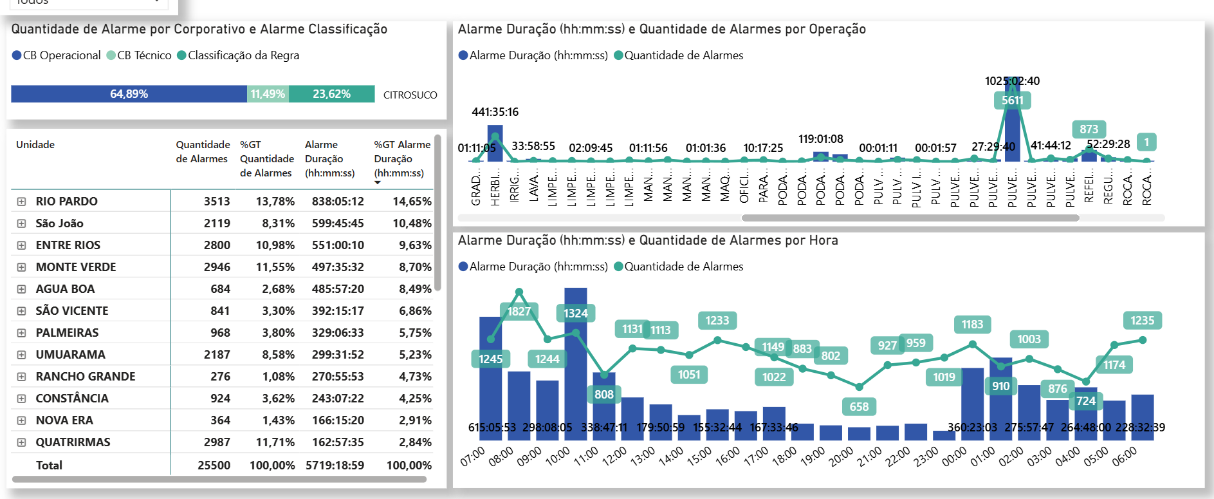 Todos
Quantidade de Alarme por Corporativo e Alarme Classificação
CB Operacional CB Técnico Classificação da Regra
64,89% 11,49% 23,62% CITROSUCO
Unidade Quantidade de Alarmes %GT Quantidade de Alarmes Alarme Duração (hh:mm:ss) %GT Alarme Duração (hh:mm:ss)
RIO PARDO 3513 13,78% 838:05:12 14,65%
São João 2119 8,31% 599:45:45 10,48%
ENTRE RIOS 2800 10,98% 551:00:10 9,63%
MONTE VERDE 2946 11,55% 497:35:32 8,70%
AGUA BOA 684 2,68% 485:57:20 8,49%
SÃO VICENTE 841 3,30% 392:15:17 6,86%
PALMEIRAS 968 3,80% 329:06:33 5,75%
UMUARAMA 2187 8,58% 299:31:52 5,23%
RANCHO GRANDE 276 1,08% 270:55:53 4,73%
CONSTÂNCIA 924 3,62% 243:07:22 4,25%
NOVA ERA 364 1,43% 166:15:20 2,91%
QUATRIRMAS 2987 11,71% 162:57:35 2,84%
Total 25500 100,00% 5719:18:59 100,00%
Alarme Duração (hh:mm:ss) e Quantidade de Alarmes por Operação
Alarme Duração (hh:mm:ss) Quantidade de Alarmes
1025:02:40
5611
441:35:16
119:01:08
873
01:11:05 33:58:55 02:09:45 01:11:56 01:01:36 10:17:25 00:01:11 00:01:57 27:29:40 41:44:12 52:29:28 1
GRAD... HERBI... IRRIG... LAVA... LIMPE... LIMPE... LIMPE... LIMPE... LIMPE... MAN... MAN... MAN... MAN... MAQ... OFICI... PARA... PODA... PODA... PODA... PODA... PODA... PULV ... PULV ... PULV I... PULV ... PULVE... PULVE... PULVE... PULVE... PULVE... PULVE... PULVE... REFEI... REGU... ROCA... ROCA...
Alarme Duração (hh:mm:ss) e Quantidade de Alarmes por Hora
Alarme Duração (hh:mm:ss) Quantidade de Alarmes
1245 1827 1244 1324 808 1131 1113 1051 1233 1149 1022 883 802 658 927 959 1019 1183 910 1003 876 724 1174 1235
615:05:53 298:08:05 338:47:11 179:50:59 155:32:44 167:33:46 360:23:03 275:57:47 264:48:00 228:32:39
07:00 08:00 09:00 10:00 11:00 12:00 13:00 14:00 15:00 16:00 17:00 18:00 19:00 20:00 21:00 22:00 23:00 00:00 01:00 02:00 03:00 04:00 05:00 06:00